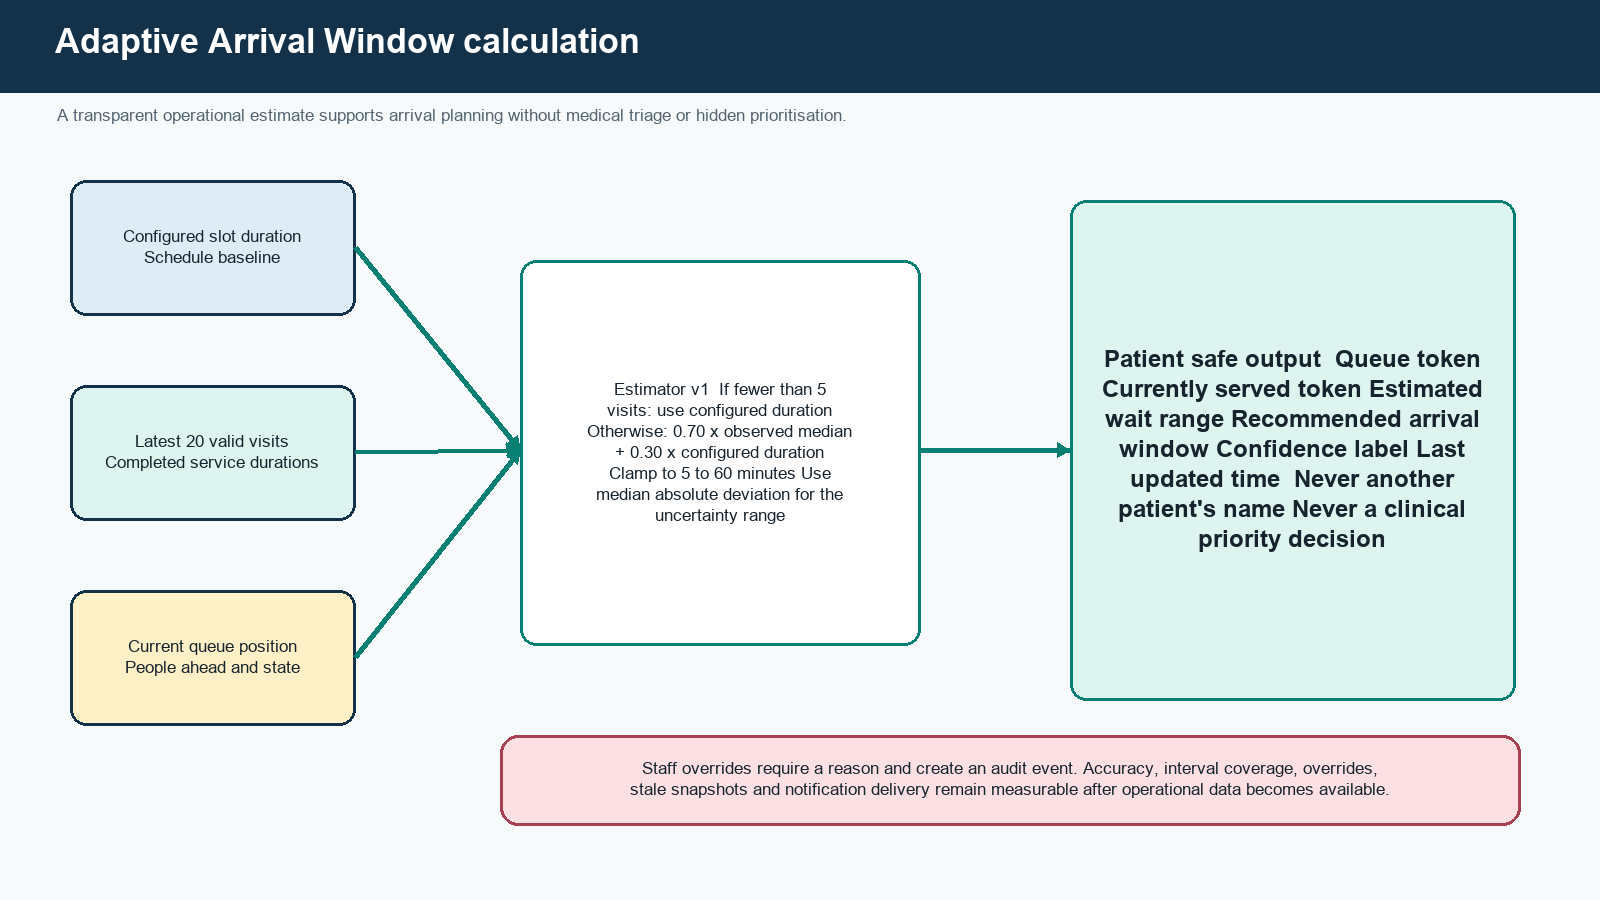 Adaptive Arrival Window calculation
A transparent operational estimate supports arrival planning without medical triage or hidden prioritisation.
Configured slot duration
Schedule baseline
Latest 20 valid visits
Completed service durations
Current queue position
People ahead and state
Estimator v1  If fewer than 5
visits: use configured duration
Otherwise: 0.70 x observed median
+ 0.30 x configured duration
Clamp to 5 to 60 minutes Use
median absolute deviation for the
uncertainty range
Patient safe output  Queue token
Currently served token Estimated
wait range Recommended arrival
window Confidence label Last
updated time  Never another
patient's name Never a clinical
priority decision
Staff overrides require a reason and create an audit event. Accuracy, interval coverage, overrides,
stale snapshots and notification delivery remain measurable after operational data becomes available.